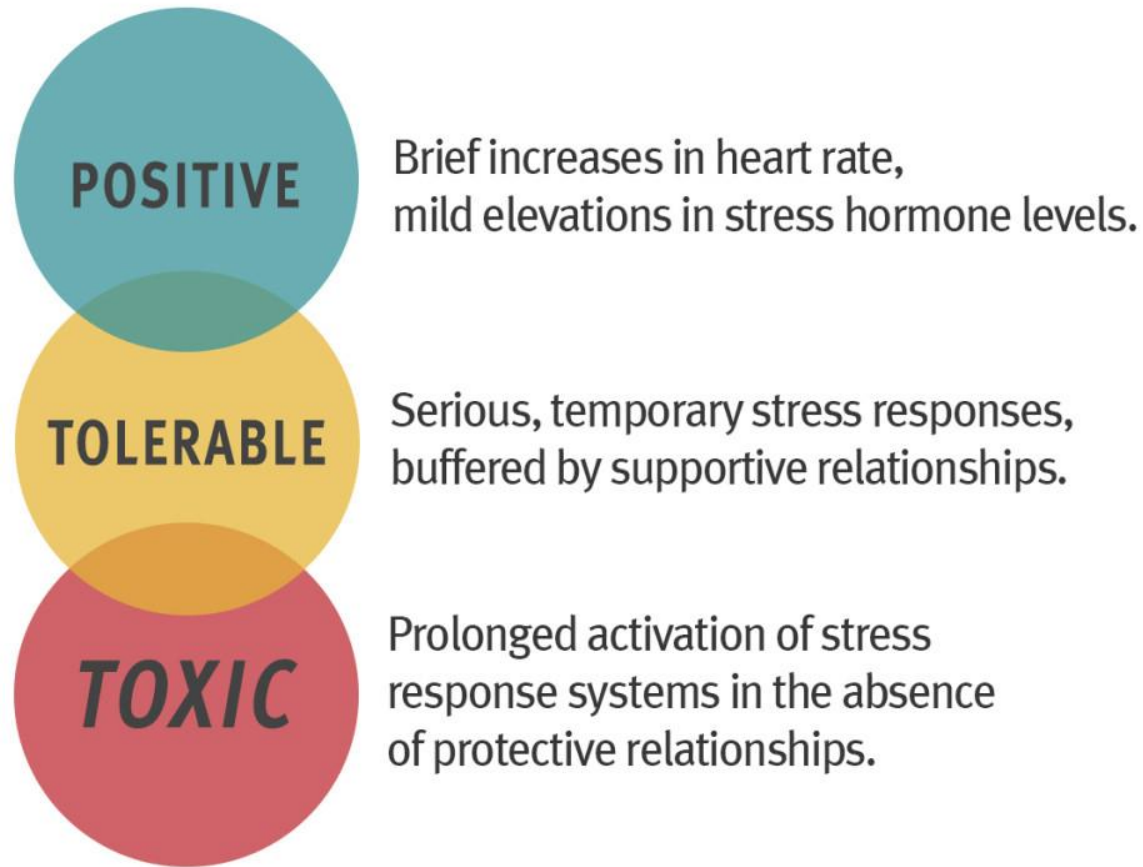 POSITIVE
Brief increases in heart rate,
mild elevations in stress hormone levels.
TOLERABLE
Serious, temporary stress responses,
buffered by supportive relationships.
TOXIC
Prolonged activation of stress
response systems in the absence
of protective relationships.